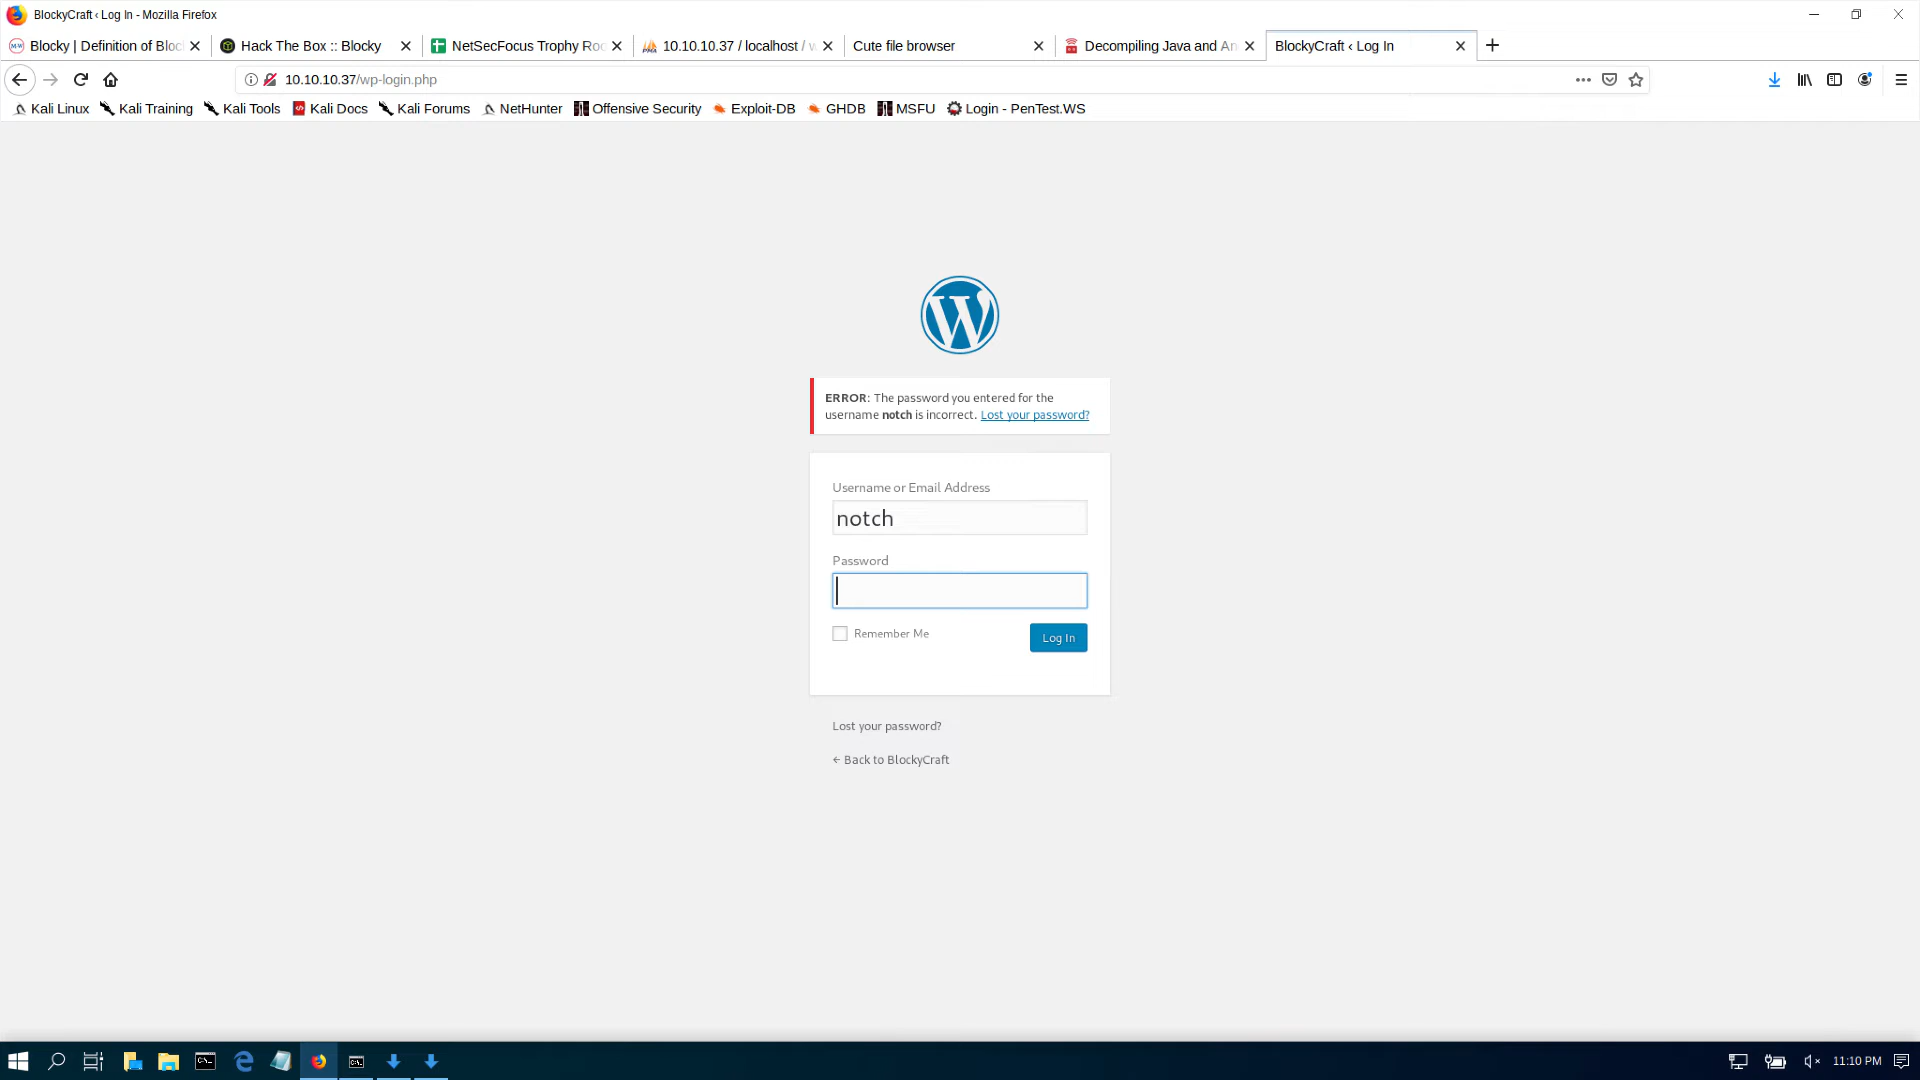 BlockyCraft ‹ Log In - Mozilla Firefox
Blocky | Definition of Bloc
Hack The Box :: Blocky
NetSecFocus Trophy Roo
10.10.10.37 / localhost / w
Cute file browser
Decompiling Java and An
BlockyCraft ‹ Log In
10.10.10.37/wp-login.php
Kali Linux
Kali Training
Kali Tools
Kali Docs
Kali Forums
NetHunter
Offensive Security
Exploit-DB
GHDB
MSFU
Login - PenTest.WS
ERROR: The password you entered for the
username notch is incorrect. Lost your password?
Username or Email Address
notch
Password
Remember Me
Log In
Lost your password?
← Back to BlockyCraft
11:10 PM